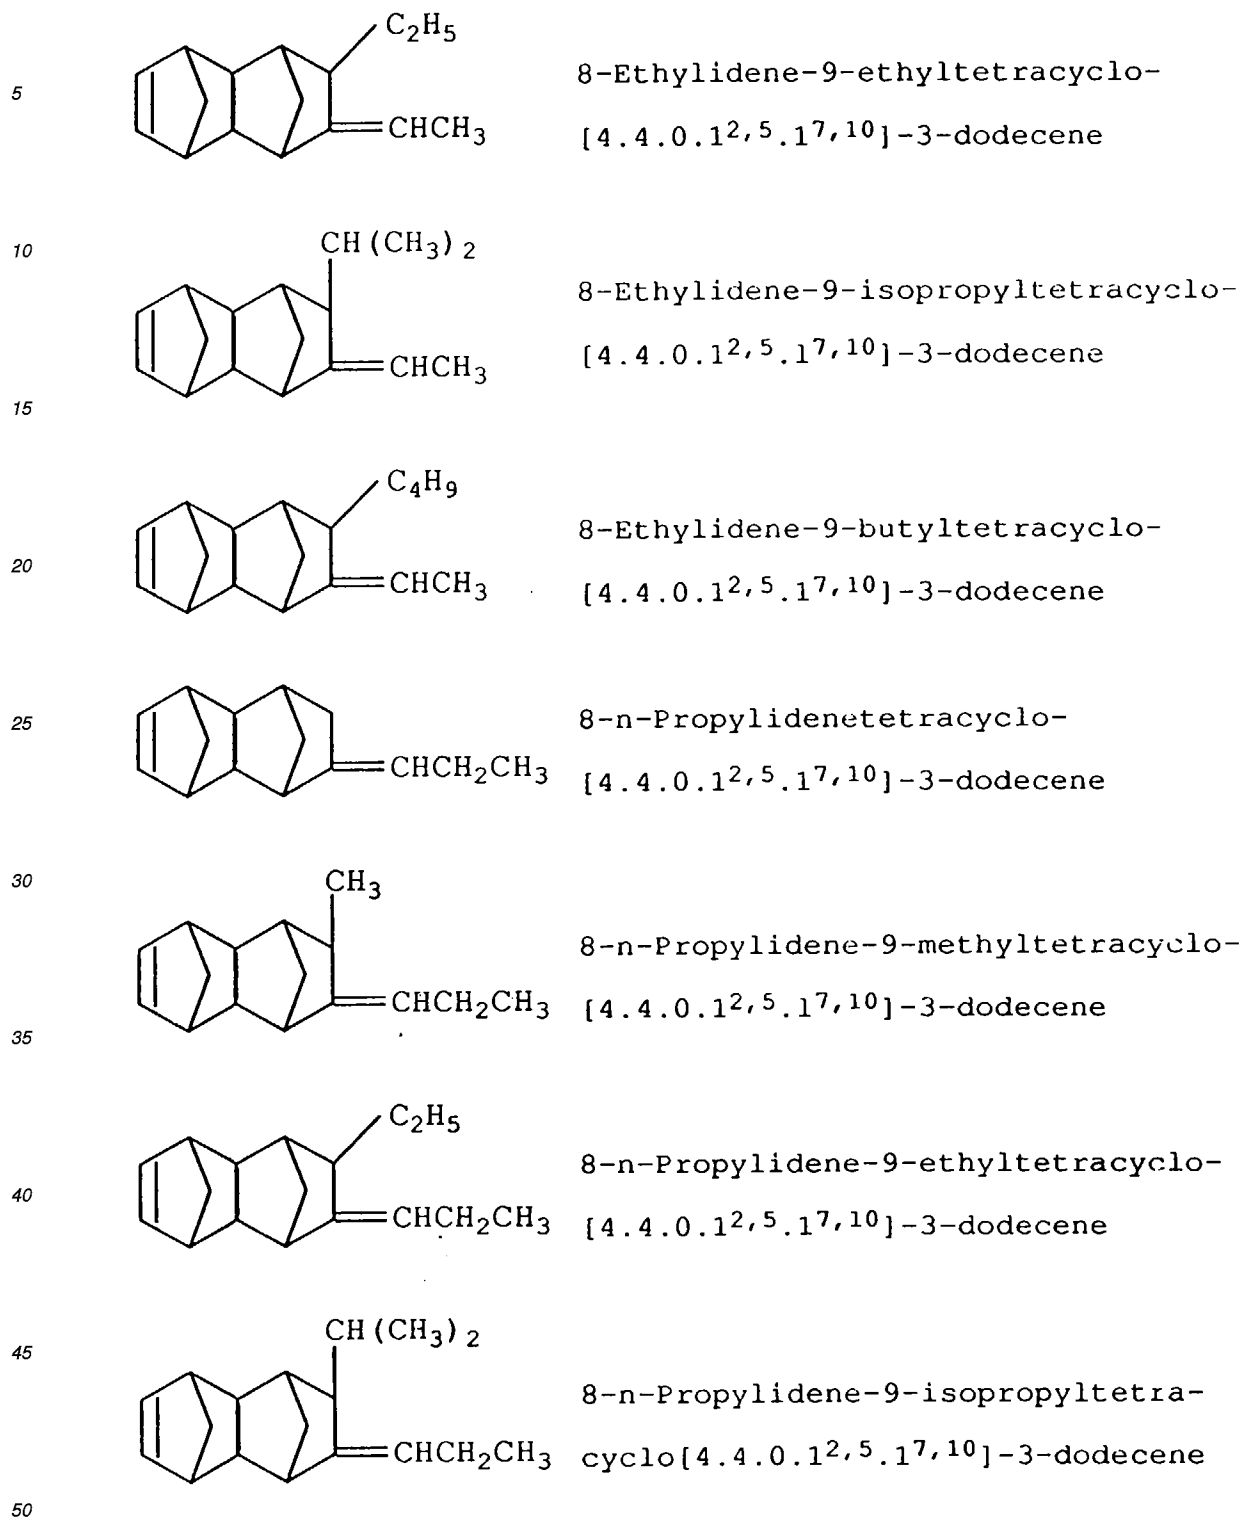 C₂H₅
8-Ethylidene-9-ethyltetracyclo-
5
=CHCH₃ [4.4.0.1²,⁵.1⁷,¹⁰]-3-dodecene
10
CH(CH₃)₂
8-Ethylidene-9-isopropyltetracyclo-
=CHCH₃ [4.4.0.1²,⁵.1⁷,¹⁰]-3-dodecene
15
C₄H₉
8-Ethylidene-9-butyltetracyclo-
20
=CHCH₃ [4.4.0.1²,⁵.1⁷,¹⁰]-3-dodecene
25
8-n-Propylidenetetracyclo-
=CHCH₂CH₃ [4.4.0.1²,⁵.1⁷,¹⁰]-3-dodecene
30
CH₃
8-n-Propylidene-9-methyltetracyclo-
=CHCH₂CH₃ [4.4.0.1²,⁵.1⁷,¹⁰]-3-dodecene
35
C₂H₅
8-n-Propylidene-9-ethyltetracyclo-
40
=CHCH₂CH₃ [4.4.0.1²,⁵.1⁷,¹⁰]-3-dodecene
CH(CH₃)₂
45
8-n-Propylidene-9-isopropyltetra-
=CHCH₂CH₃ cyclo[4.4.0.1²,⁵.1⁷,¹⁰]-3-dodecene
50